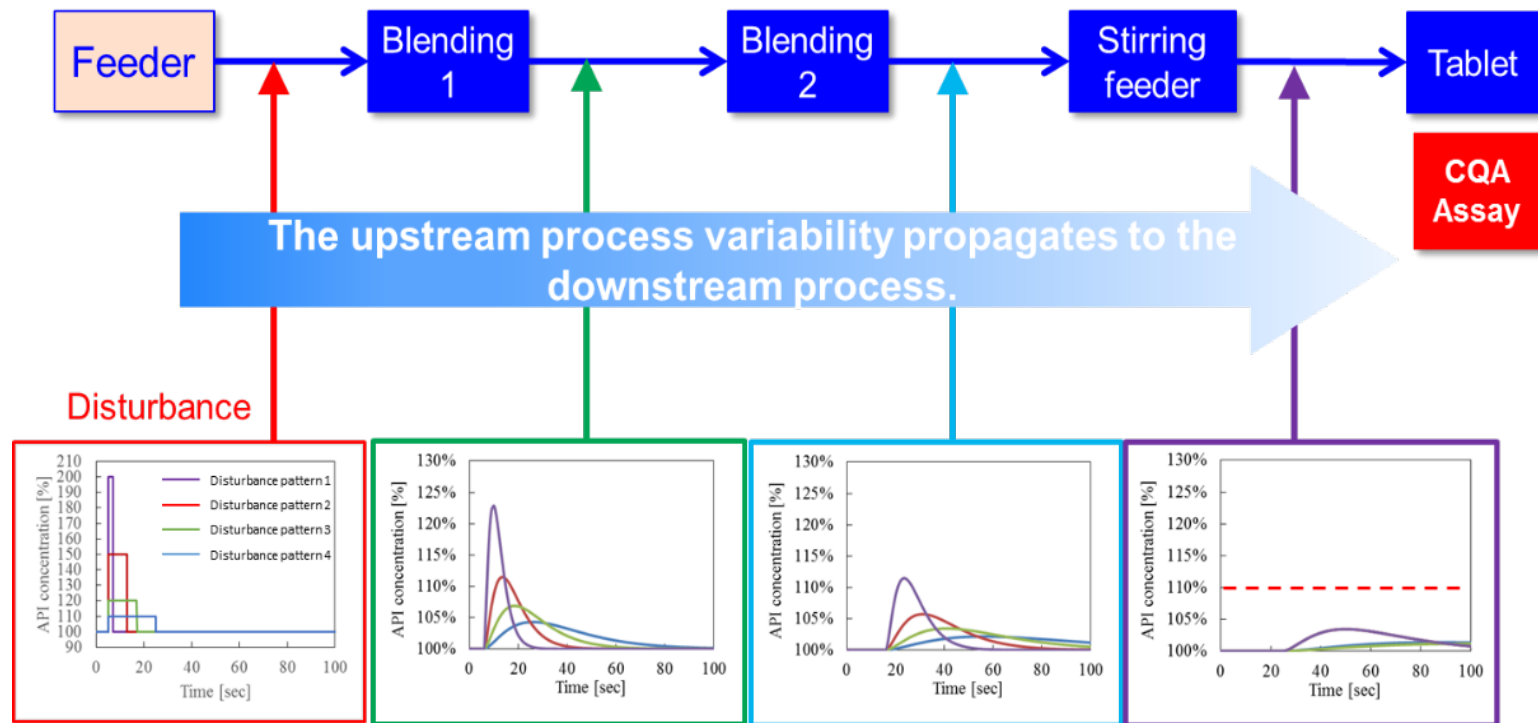 Feeder
Blending
1
Blending
2
Stirring
feeder
Tablet
CQA
Assay
The upstream process variability propagates to the
downstream process.
Disturbance
API concentration [%]
210
200
190
180
170
160
150
140
130
120
110
100
90
0
20
40
60
80
100
Time [sec]
Disturbance pattern 1
Disturbance pattern 2
Disturbance pattern 3
Disturbance pattern 4
API concentration [%]
130%
125%
120%
115%
110%
105%
100%
0
20
40
60
80
100
Time [sec]
API concentration [%]
130%
125%
120%
115%
110%
105%
100%
0
20
40
60
80
100
Time [sec]
API concentration [%]
130%
125%
120%
115%
110%
105%
100%
0
20
40
60
80
100
Time [sec]